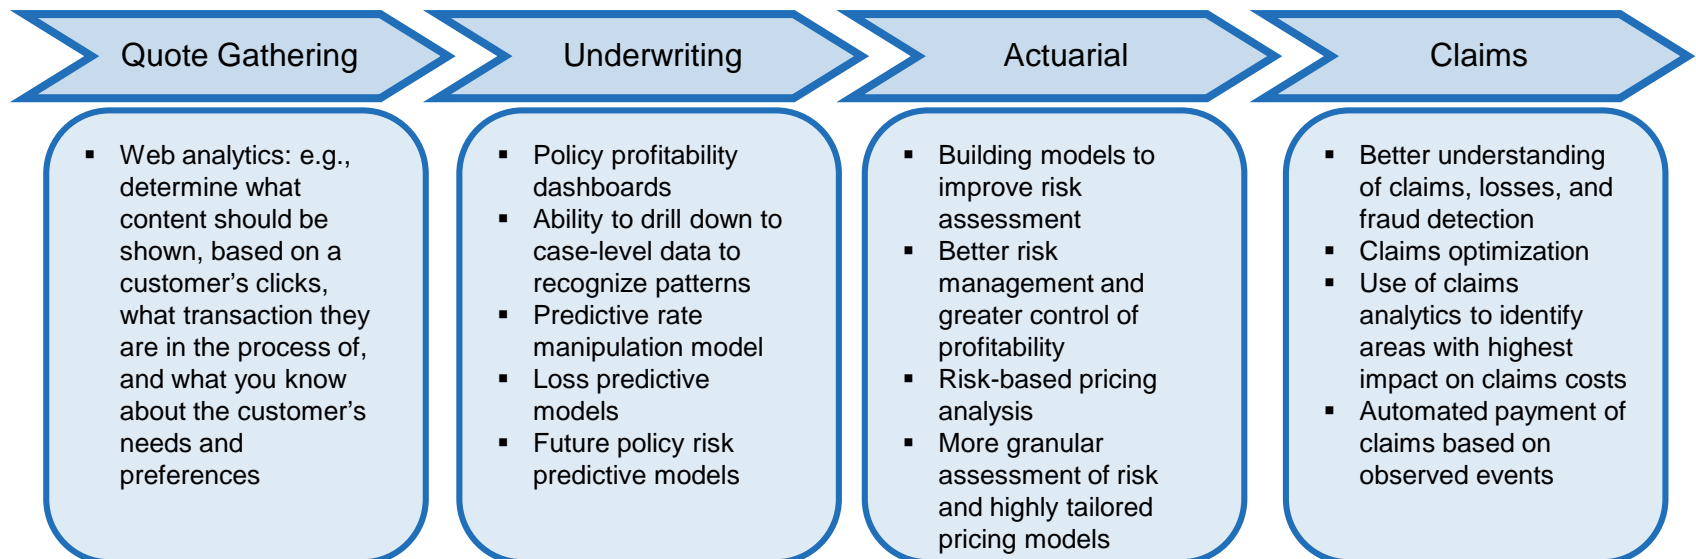 Quote Gathering
Underwriting
Actuarial
Claims
▪ Web analytics: e.g.,
determine what
content should be
shown, based on a
customer’s clicks,
what transaction they
are in the process of,
and what you know
about the customer’s
needs and
preferences
▪ Policy profitability
dashboards
▪ Ability to drill down to
case-level data to
recognize patterns
▪ Predictive rate
manipulation model
▪ Loss predictive
models
▪ Future policy risk
predictive models
▪ Building models to
improve risk
assessment
▪ Better risk
management and
greater control of
profitability
▪ Risk-based pricing
analysis
▪ More granular
assessment of risk
and highly tailored
pricing models
▪ Better understanding
of claims, losses, and
fraud detection
▪ Claims optimization
▪ Use of claims
analytics to identify
areas with highest
impact on claims costs
▪ Automated payment of
claims based on
observed events